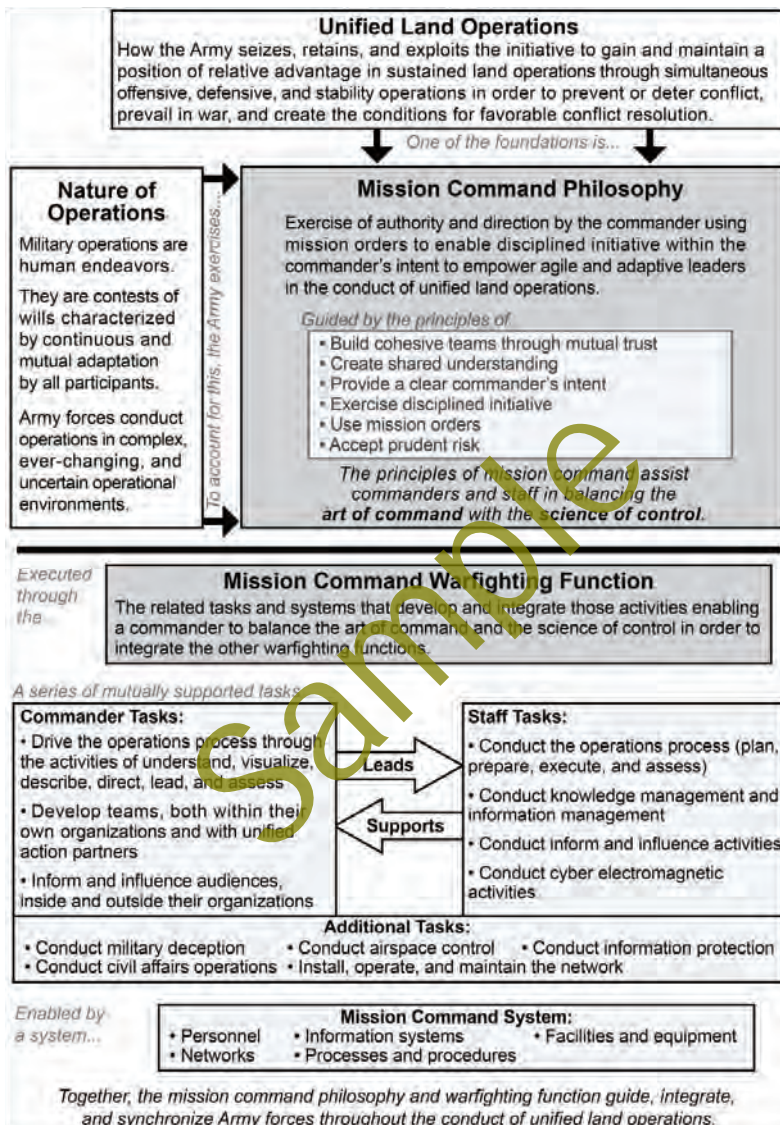 Unified Land Operations
How the Army seizes, retains, and exploits the initiative to gain and maintain a
position of relative advantage in sustained land operations through simultaneous
offensive, defensive, and stability operations in order to prevent or deter conflict,
prevail in war, and create the conditions for favorable conflict resolution.
One of the foundations is...
Nature of
Operations
Military operations are
human endeavors.
They are contests of
wills characterized
by continuous and
mutual adaptation
by all participants.
Army forces conduct
operations in complex,
ever-changing, and
uncertain operational
environments.
To account for this, the Army exercises...
Mission Command Philosophy
Exercise of authority and direction by the commander using
mission orders to enable disciplined initiative within the
commander's intent to empower agile and adaptive leaders
in the conduct of unified land operations.
Guided by the principles of...
• Build cohesive teams through mutual trust
• Create shared understanding
• Provide a clear commander's intent
• Exercise disciplined initiative
• Use mission orders
• Accept prudent risk
The principles of mission command assist
commanders and staff in balancing the
art of command with the science of control.
Executed
through
the...
Mission Command Warfighting Function
The related tasks and systems that develop and integrate those activities enabling
a commander to balance the art of command and the science of control in order to
integrate the other warfighting functions.
A series of mutually supported tasks
Commander Tasks:
• Drive the operations process through
the activities of understand, visualize,
describe, direct, lead, and assess
• Develop teams, both within their
own organizations and with unified
action partners
• Inform and influence audiences,
inside and outside their organizations
Leads
Supports
Staff Tasks:
• Conduct the operations process (plan,
prepare, execute, and assess)
• Conduct knowledge management and
information management
• Conduct inform and influence activities
• Conduct cyber electromagnetic
activities
Additional Tasks:
• Conduct military deception • Conduct airspace control • Conduct information protection
• Conduct civil affairs operations • Install, operate, and maintain the network
Enabled by
a system...
Mission Command System:
• Personnel • Information systems • Facilities and equipment
• Networks • Processes and procedures
Together, the mission command philosophy and warfighting function guide, integrate,
and synchronize Army forces throughout the conduct of unified land operations.
Sample